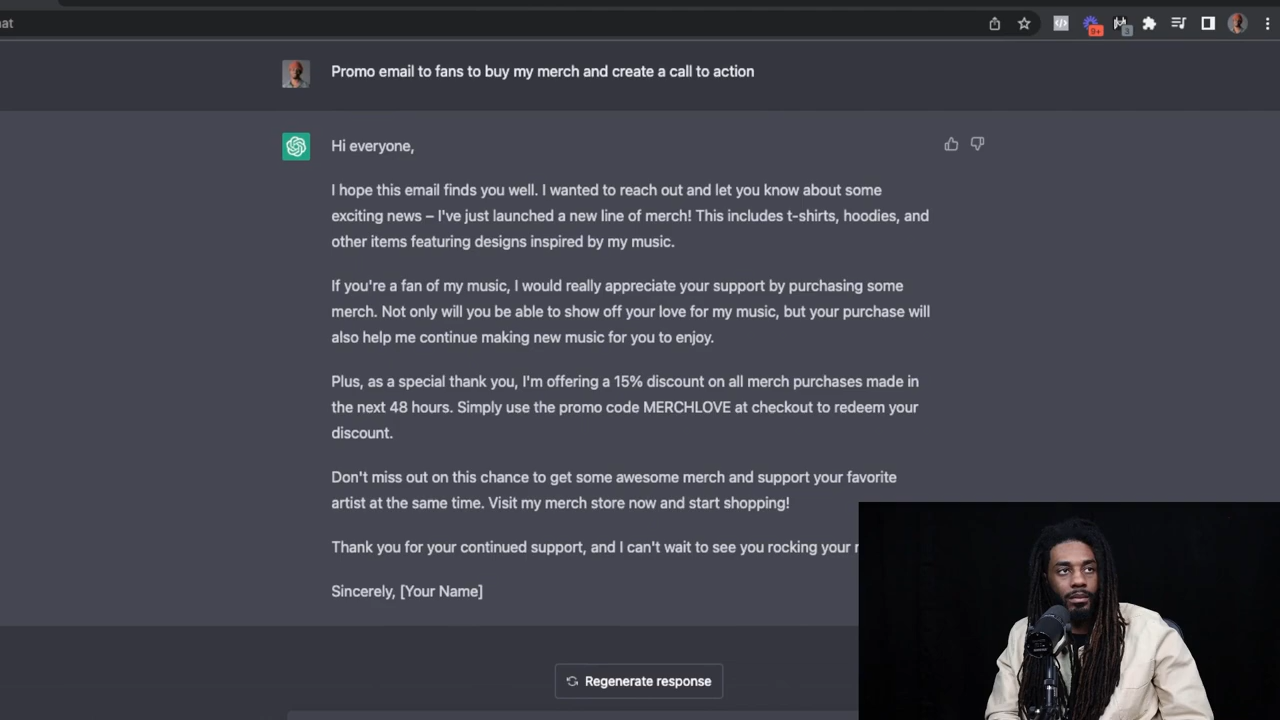 nat
9+
3
Promo email to fans to buy my merch and create a call to action
Hi everyone,
I hope this email finds you well. I wanted to reach out and let you know about some
exciting news – I've just launched a new line of merch! This includes t-shirts, hoodies, and
other items featuring designs inspired by my music.
If you're a fan of my music, I would really appreciate your support by purchasing some
merch. Not only will you be able to show off your love for my music, but your purchase will
also help me continue making new music for you to enjoy.
Plus, as a special thank you, I'm offering a 15% discount on all merch purchases made in
the next 48 hours. Simply use the promo code MERCHLOVE at checkout to redeem your
discount.
Don't miss out on this chance to get some awesome merch and support your favorite
artist at the same time. Visit my merch store now and start shopping!
Thank you for your continued support, and I can't wait to see you rocking your
Sincerely, [Your Name]
Regenerate response